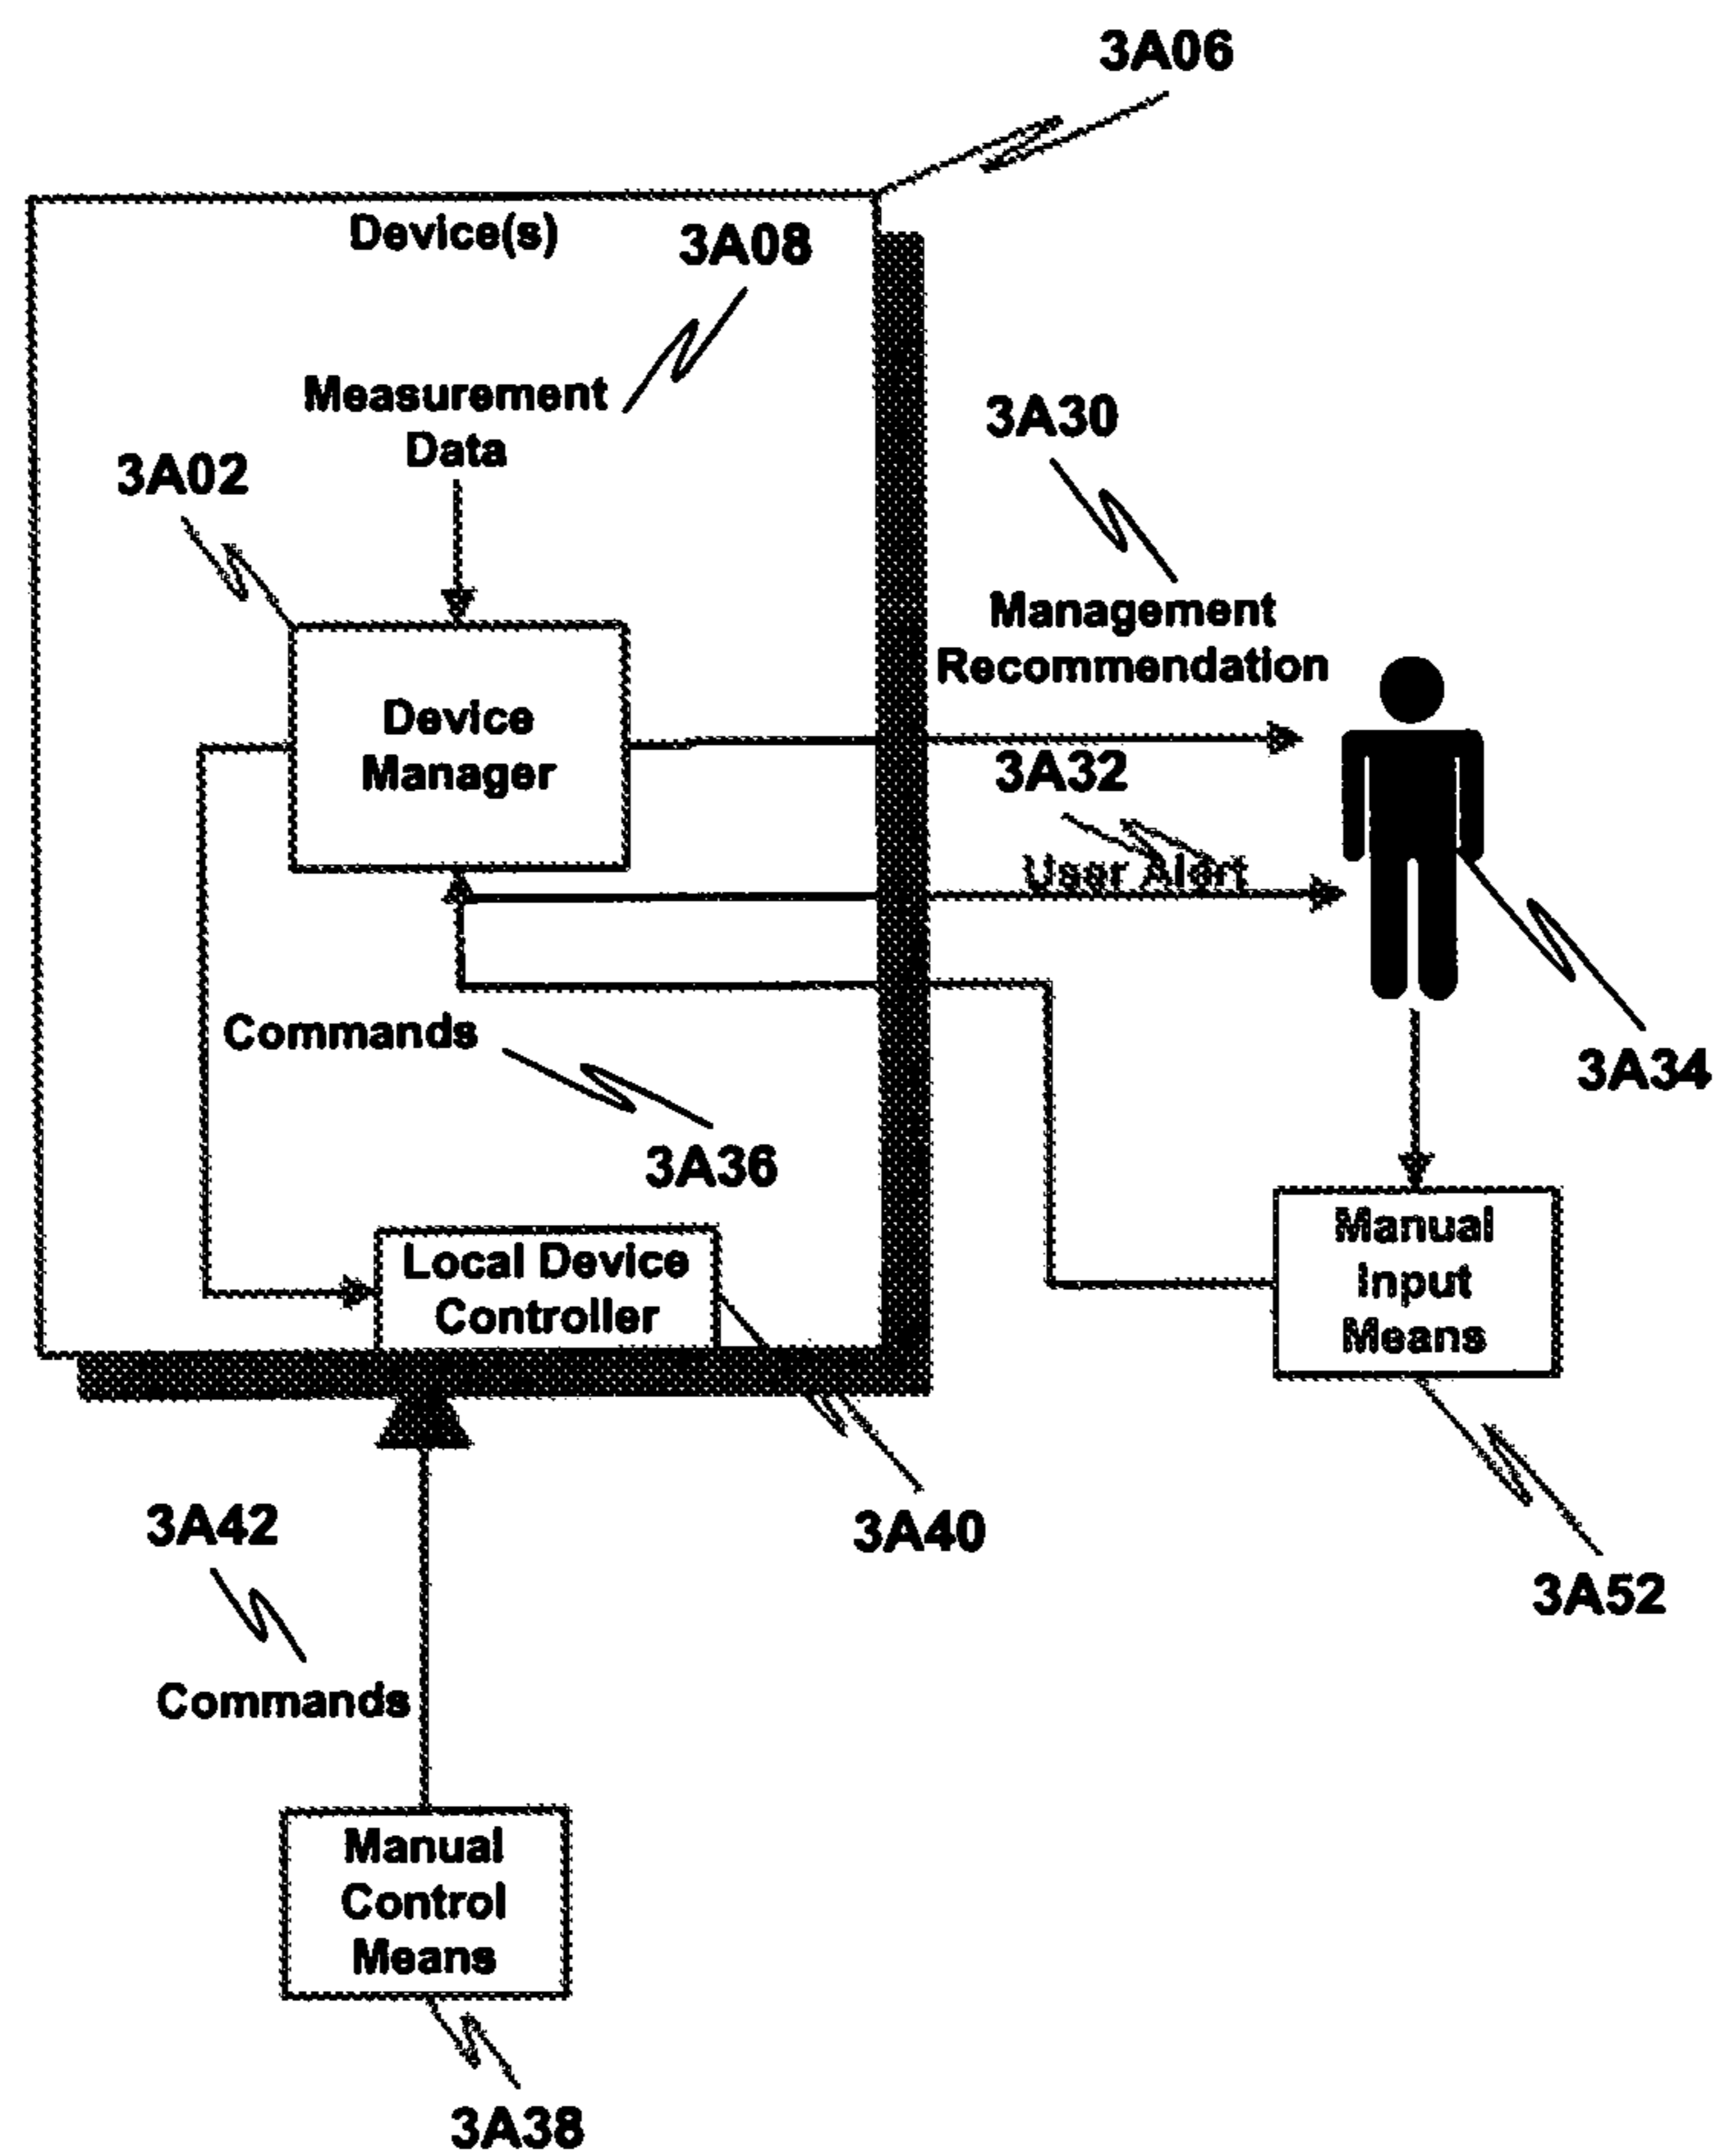 3A06
Device(s)
3A08
Measurement
Data
3A30
3A02
Management
Recommendation
Device
Manager
3A32
User Alert
Commands
3A34
3A36
Local Device
Controller
Manual
Input
Means
3A42
3A40
3A52
Commands
Manual
Control
Means
3A38